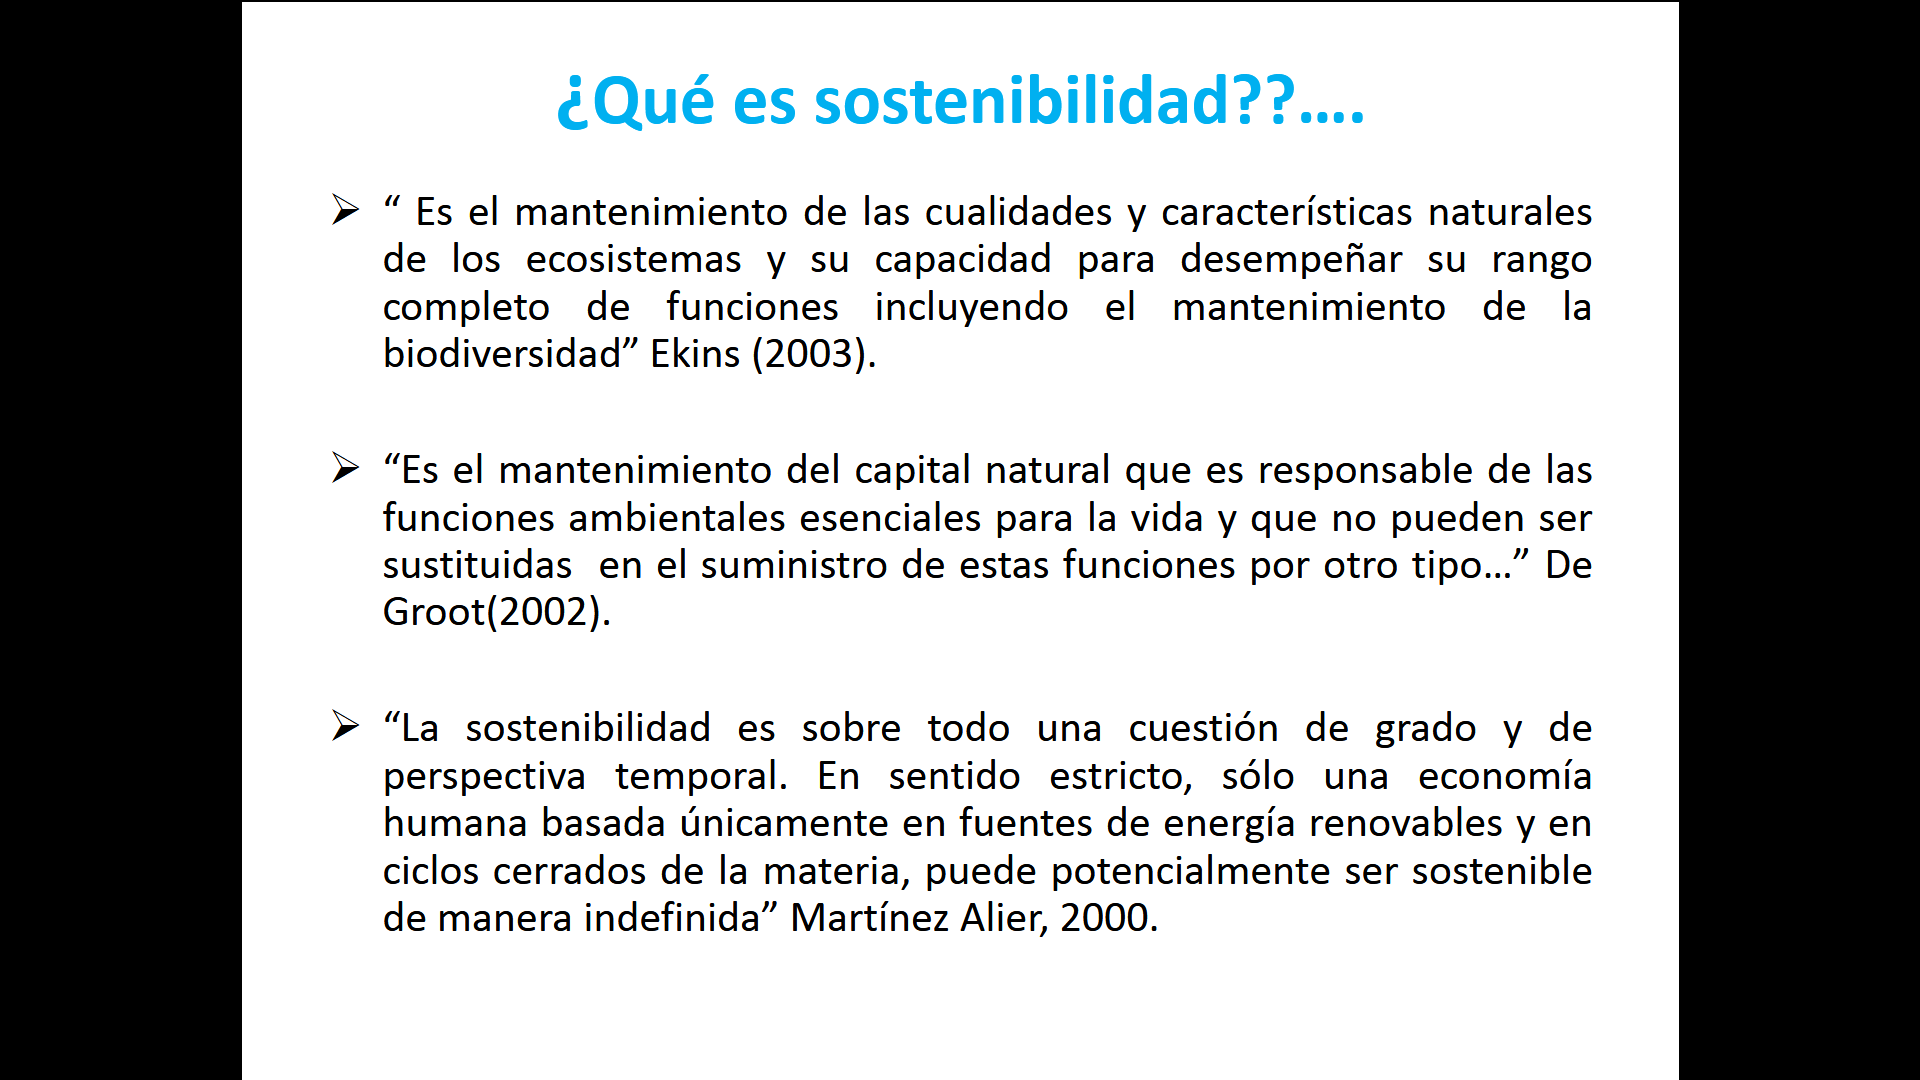 ¿Qué es sostenibilidad??....
“ Es el mantenimiento de las cualidades y características naturales
de los ecosistemas y su capacidad para desempeñar su rango
completo de funciones incluyendo el mantenimiento de la
biodiversidad” Ekins (2003).
“Es el mantenimiento del capital natural que es responsable de las
funciones ambientales esenciales para la vida y que no pueden ser
sustituidas  en el suministro de estas funciones por otro tipo…” De
Groot(2002).
“La sostenibilidad es sobre todo una cuestión de grado y de
perspectiva temporal. En sentido estricto, sólo una economía
humana basada únicamente en fuentes de energía renovables y en
ciclos cerrados de la materia, puede potencialmente ser sostenible
de manera indefinida” Martínez Alier, 2000.